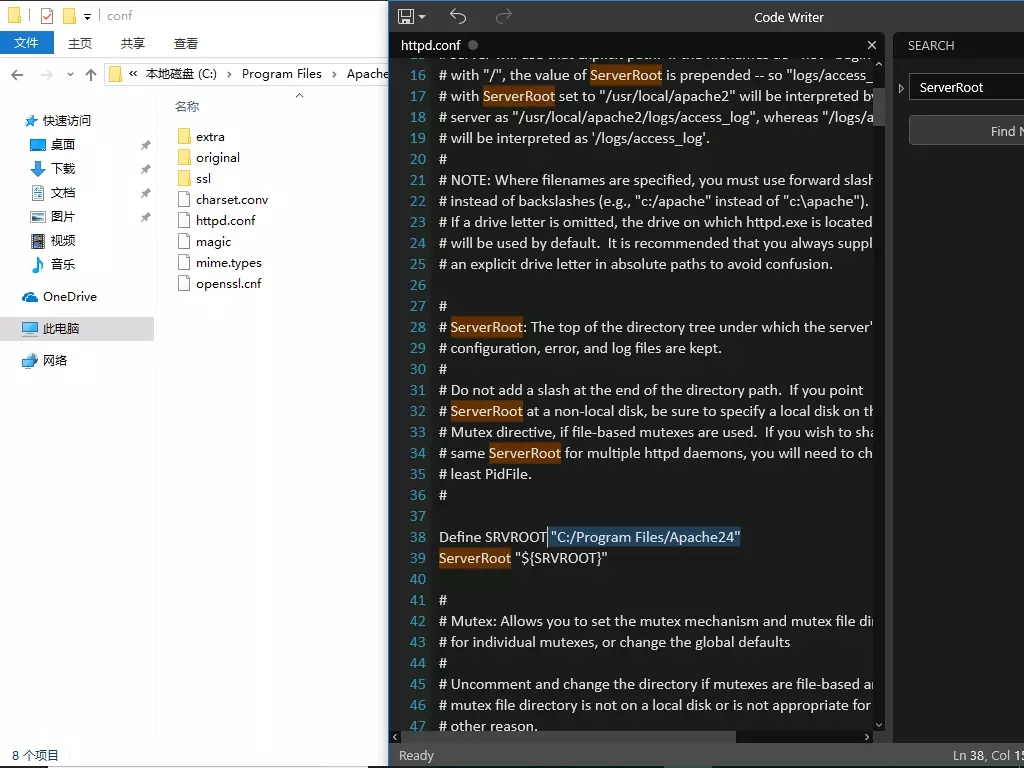 conf
文件 主页 共享 查看
« 本地磁盘 (C:) › Program Files › Apache
名称
快速访问
桌面
下载
文档
图片
视频
音乐
OneDrive
此电脑
网络
extra
original
ssl
charset.conv
httpd.conf
magic
mime.types
openssl.cnf
8 个项目
Code Writer
httpd.conf
16 # with "/", the value of ServerRoot is prepended -- so "logs/access_
17 # with ServerRoot set to "/usr/local/apache2" will be interpreted by
18 # server as "/usr/local/apache2/logs/access_log", whereas "/logs/a
19 # will be interpreted as '/logs/access_log'.
20 #
21 # NOTE: Where filenames are specified, you must use forward slash
22 # instead of backslashes (e.g., "c:/apache" instead of "c:\apache").
23 # If a drive letter is omitted, the drive on which httpd.exe is located
24 # will be used by default.  It is recommended that you always suppl
25 # an explicit drive letter in absolute paths to avoid confusion.
26
27 #
28 # ServerRoot: The top of the directory tree under which the server'
29 # configuration, error, and log files are kept.
30 #
31 # Do not add a slash at the end of the directory path.  If you point
32 # ServerRoot at a non-local disk, be sure to specify a local disk on th
33 # Mutex directive, if file-based mutexes are used.  If you wish to sha
34 # same ServerRoot for multiple httpd daemons, you will need to ch
35 # least PidFile.
36 #
37
38 Define SRVROOT "C:/Program Files/Apache24"
39 ServerRoot "${SRVROOT}"
40
41 #
42 # Mutex: Allows you to set the mutex mechanism and mutex file dir
43 # for individual mutexes, or change the global defaults
44 #
45 # Uncomment and change the directory if mutexes are file-based an
46 # mutex file directory is not on a local disk or is not appropriate for
47 # other reason.
Ready
Ln 38, Col 15
SEARCH
ServerRoot
Find N